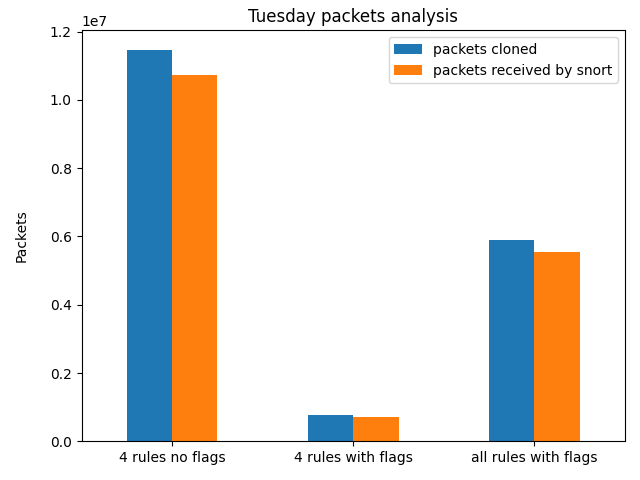 Tuesday packets analysis
1e7
packets cloned
packets received by snort
1.2
1.0
0.8
0.6
0.4
0.2
0.0
Packets
4 rules no flags
4 rules with flags
all rules with flags